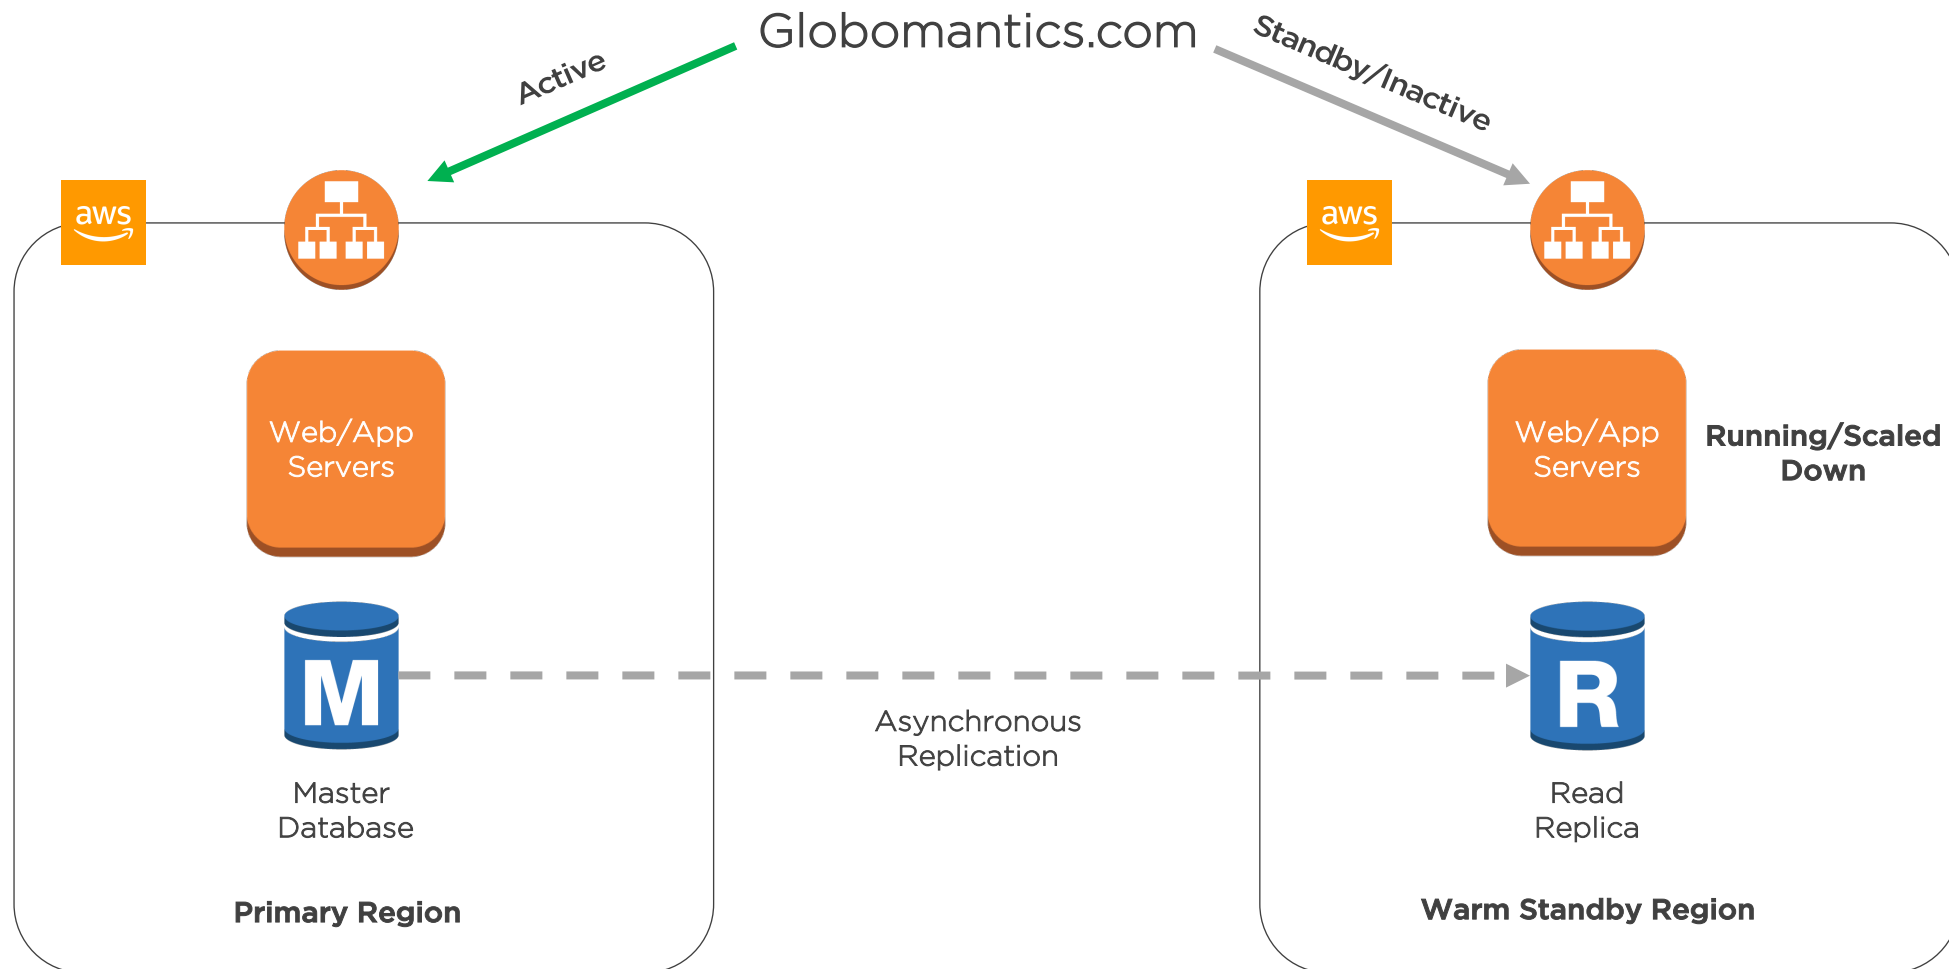 Globomantics.com
Active
Standby/Inactive
aws
aws
Web/App
Servers
Web/App
Servers
Running/Scaled
Down
M
R
Asynchronous
Replication
Master
Database
Read
Replica
Primary Region
Warm Standby Region